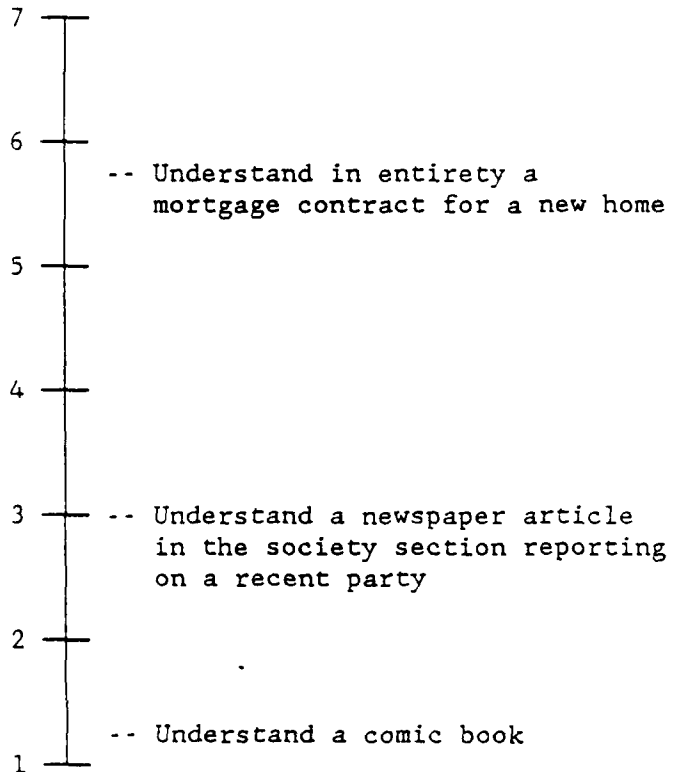 7
6
-- Understand in entirety a
mortgage contract for a new home
5
4
3 -- Understand a newspaper article
in the society section reporting
on a recent party
2
-- Understand a comic book
1